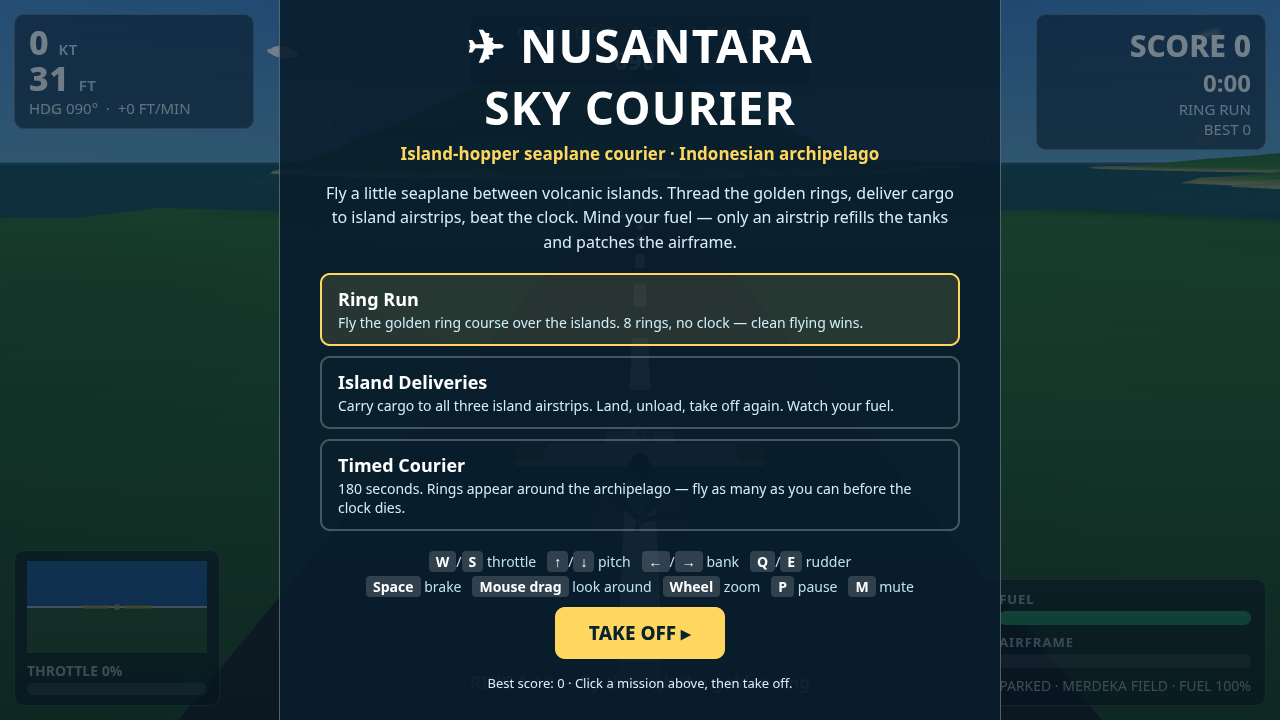 0 KT
31 FT
HDG 090° · +0 FT/MIN
✈ NUSANTARA
SKY COURIER
Island-hopper seaplane courier · Indonesian archipelago
Fly a little seaplane between volcanic islands. Thread the golden rings, deliver cargo
to island airstrips, beat the clock. Mind your fuel — only an airstrip refills the tanks
and patches the airframe.
Ring Run
Fly the golden ring course over the islands. 8 rings, no clock — clean flying wins.
Island Deliveries
Carry cargo to all three island airstrips. Land, unload, take off again. Watch your fuel.
Timed Courier
180 seconds. Rings appear around the archipelago — fly as many as you can before the
clock dies.
W / S throttle ↑ / ↓ pitch ← / → bank Q / E rudder
Space brake Mouse drag look around Wheel zoom P pause M mute
TAKE OFF ▸
Best score: 0 · Click a mission above, then take off.
SCORE 0
0:00
RING RUN
BEST 0
THROTTLE 0%
FUEL
AIRFRAME
PARKED · MERDEKA FIELD · FUEL 100%